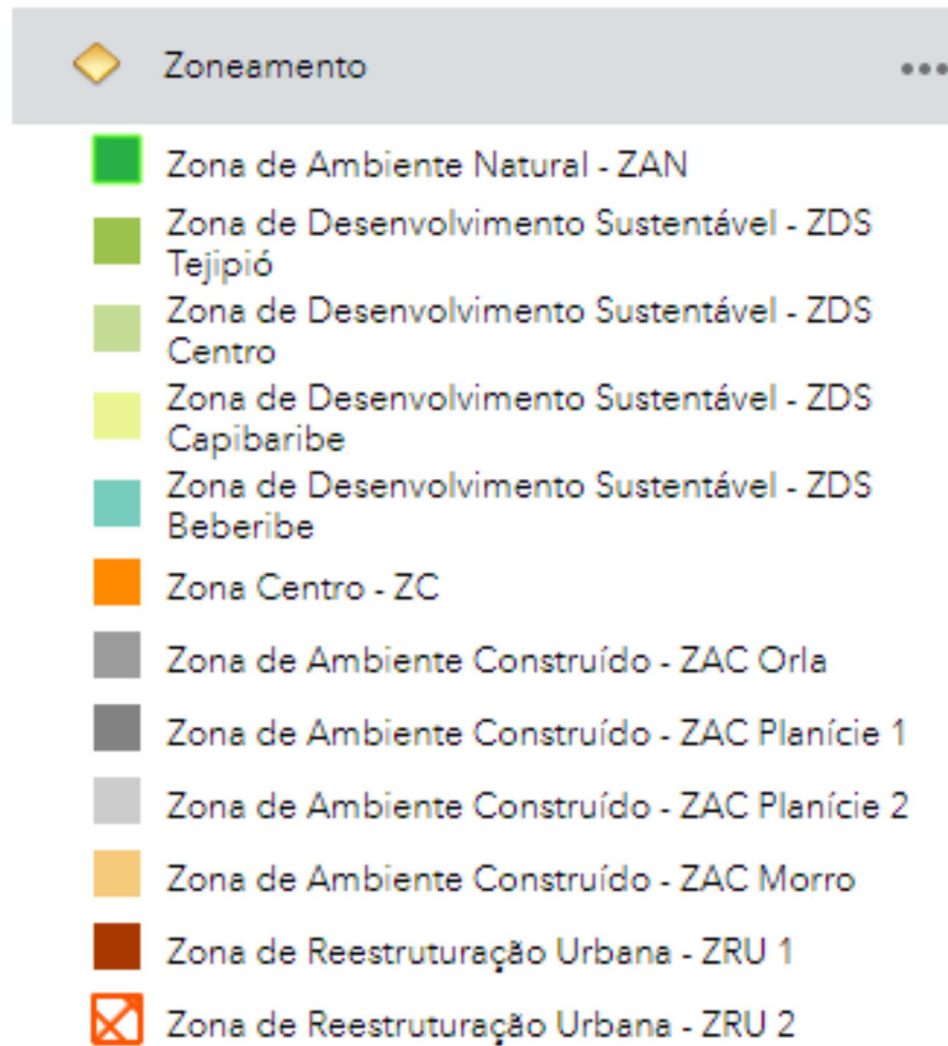 Zoneamento
Zona de Ambiente Natural - ZAN
Zona de Desenvolvimento Sustentável - ZDS
Tejipió
Zona de Desenvolvimento Sustentável - ZDS
Centro
Zona de Desenvolvimento Sustentável - ZDS
Capibaribe
Zona de Desenvolvimento Sustentável - ZDS
Beberibe
Zona Centro - ZC
Zona de Ambiente Construído - ZAC Orla
Zona de Ambiente Construído - ZAC Planície 1
Zona de Ambiente Construído - ZAC Planície 2
Zona de Ambiente Construído - ZAC Morro
Zona de Reestruturação Urbana - ZRU 1
Zona de Reestruturação Urbana - ZRU 2